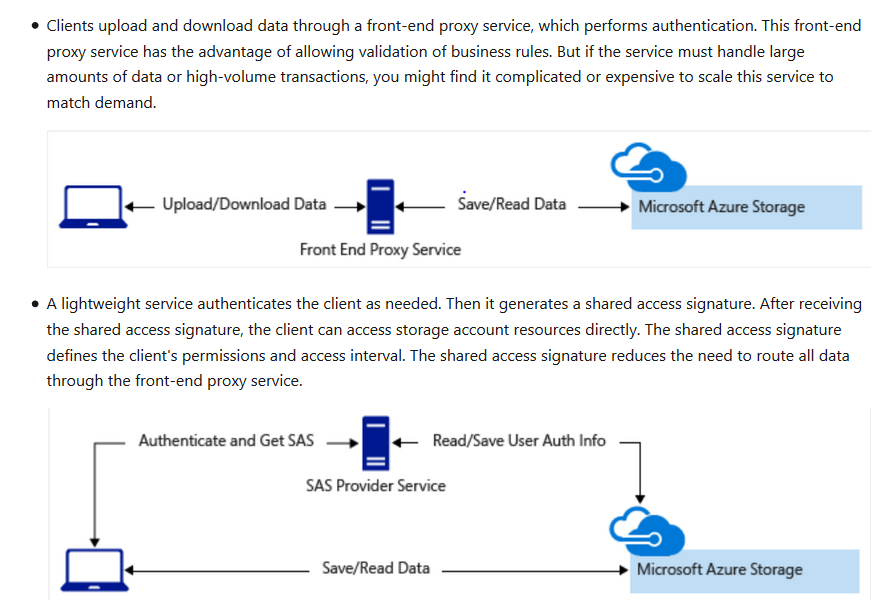 • Clients upload and download data through a front-end proxy service, which performs authentication. This front-end
proxy service has the advantage of allowing validation of business rules. But if the service must handle large
amounts of data or high-volume transactions, you might find it complicated or expensive to scale this service to
match demand.
Upload/Download Data
Save/Read Data
Microsoft Azure Storage
Front End Proxy Service
• A lightweight service authenticates the client as needed. Then it generates a shared access signature. After receiving
the shared access signature, the client can access storage account resources directly. The shared access signature
defines the client's permissions and access interval. The shared access signature reduces the need to route all data
through the front-end proxy service.
Authenticate and Get SAS
Read/Save User Auth Info
SAS Provider Service
Save/Read Data
Microsoft Azure Storage